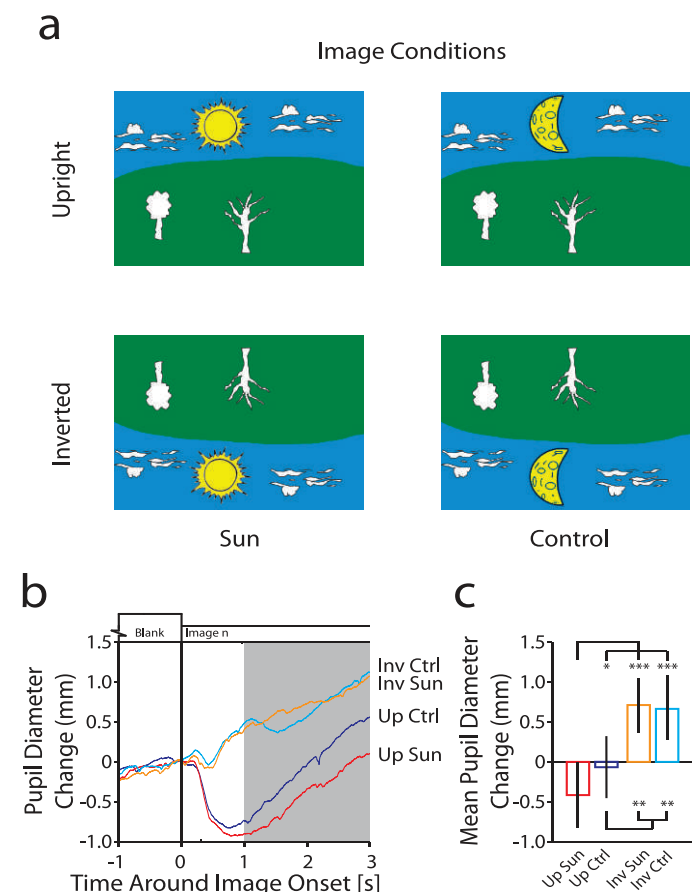 a
Image Conditions
Upright
Inverted
Sun
Control
b
Blank
Image n
Pupil Diameter
Change (mm)
1.5
1.0
0.5
0
-0.5
-1.0
-1
0
1
2
3
Time Around Image Onset [s]
Inv Ctrl
Inv Sun
Up Ctrl
Up Sun
c
Mean Pupil Diameter
Change (mm)
1.5
1.0
0.5
0
-0.5
-1.0
* *** ***
** **
Up Sun
Up Ctrl
Inv Sun
Inv Ctrl